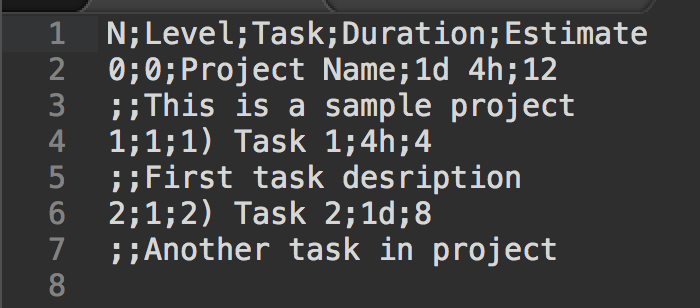 1 N;Level;Task;Duration;Estimate
2 0;0;Project Name;1d 4h;12
3 ;;This is a sample project
4 1;1;1) Task 1;4h;4
5 ;;First task desription
6 2;1;2) Task 2;1d;8
7 ;;Another task in project
8